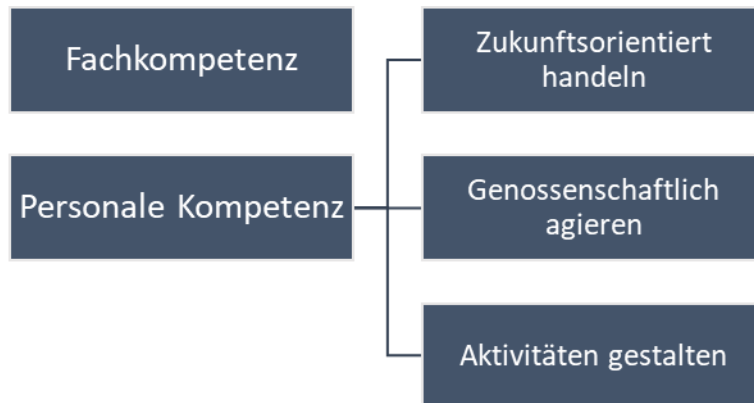 Fachkompetenz
Personale Kompetenz
Zukunftsorientiert
handeln
Genossenschaftlich
agieren
Aktivitäten gestalten